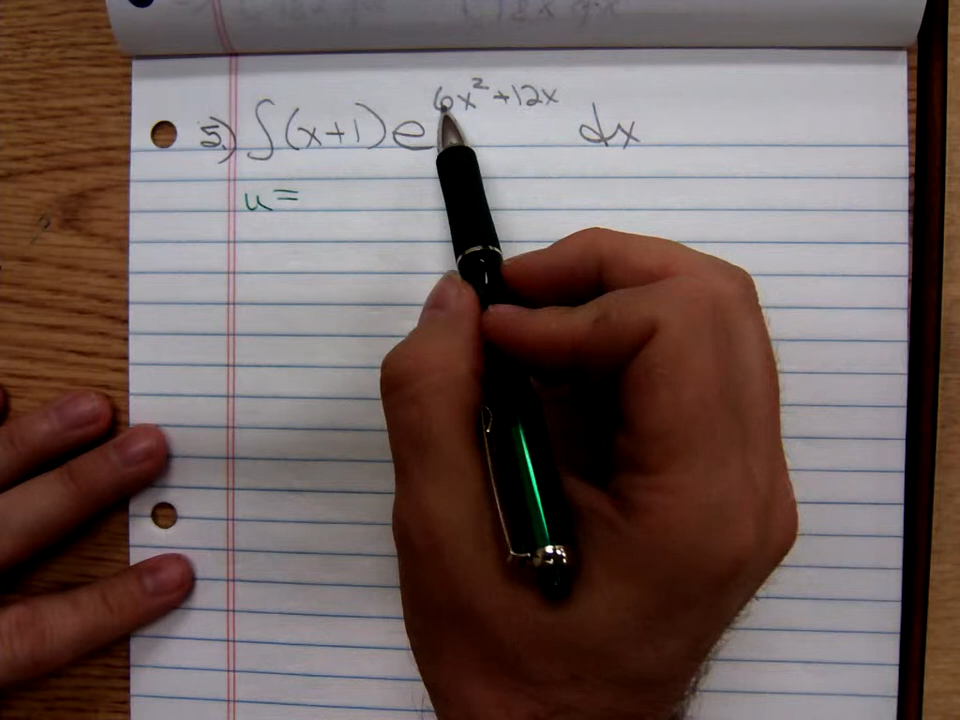 5.) ∫(x+1)e^{6x²+12x} dx
u=